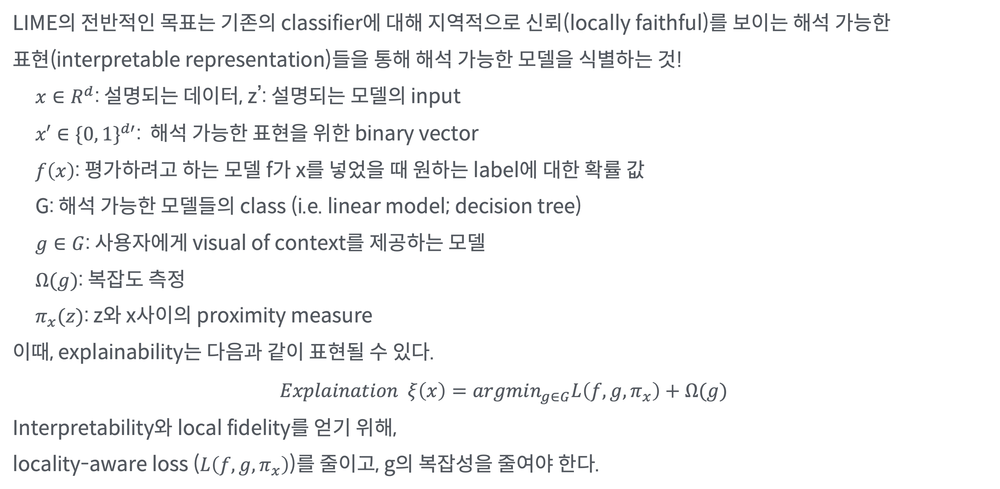 LIME의 전반적인 목표는 기존의 classifier에 대해 지역적으로 신뢰(locally faithful)를 보이는 해석 가능한
표현(interpretable representation)들을 통해 해석 가능한 모델을 식별하는 것!
x ∈ R^d: 설명되는 데이터, z’: 설명되는 모델의 input
x′ ∈ {0, 1}^d′: 해석 가능한 표현을 위한 binary vector
f(x): 평가하려고 하는 모델 f가 x를 넣었을 때 원하는 label에 대한 확률 값
G: 해석 가능한 모델들의 class (i.e. linear model; decision tree)
g ∈ G: 사용자에게 visual of context를 제공하는 모델
Ω(g): 복잡도 측정
π_x(z): z와 x사이의 proximity measure
이때, explainability는 다음과 같이 표현될 수 있다.
Explaination ξ(x) = argmin_{g∈G} L(f, g, π_x) + Ω(g)
Interpretability와 local fidelity를 얻기 위해,
locality-aware loss (L(f, g, π_x))를 줄이고, g의 복잡성을 줄여야 한다.